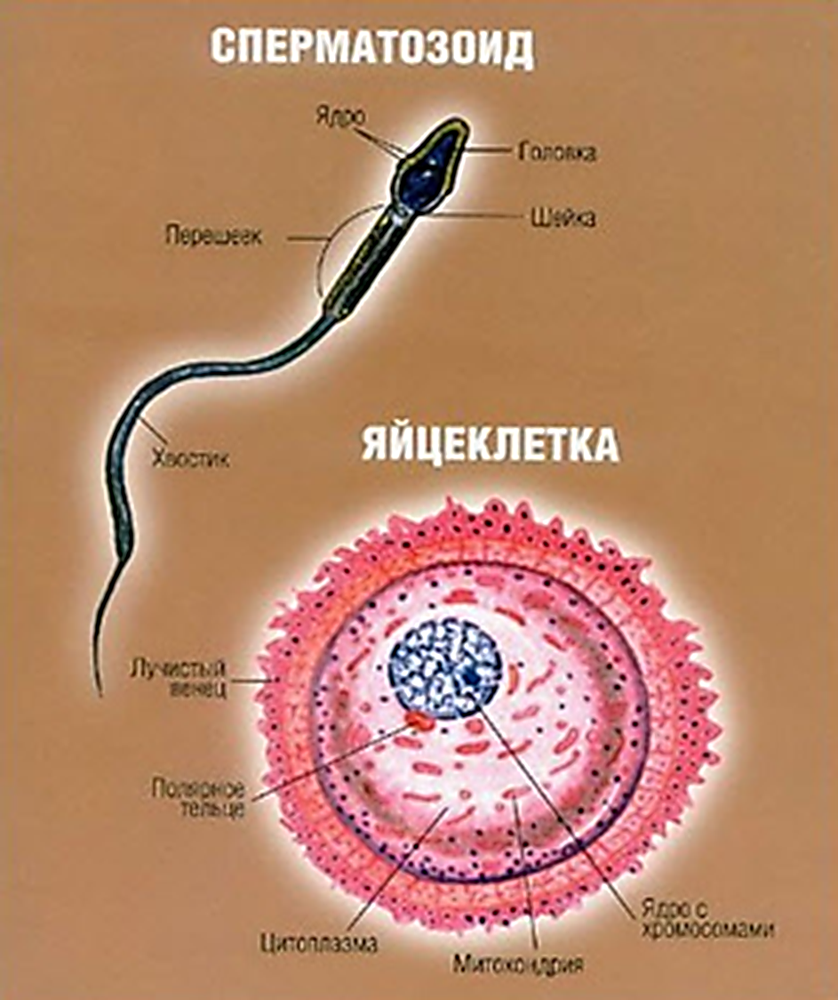 СПЕРМАТОЗОИД
Ядро
Головка
Шейка
Перешеек
Хвостик
ЯЙЦЕКЛЕТКА
Лучистый
венец
Полярное
тельце
Ядро с
хромосомами
Цитоплазма
Митохондрия